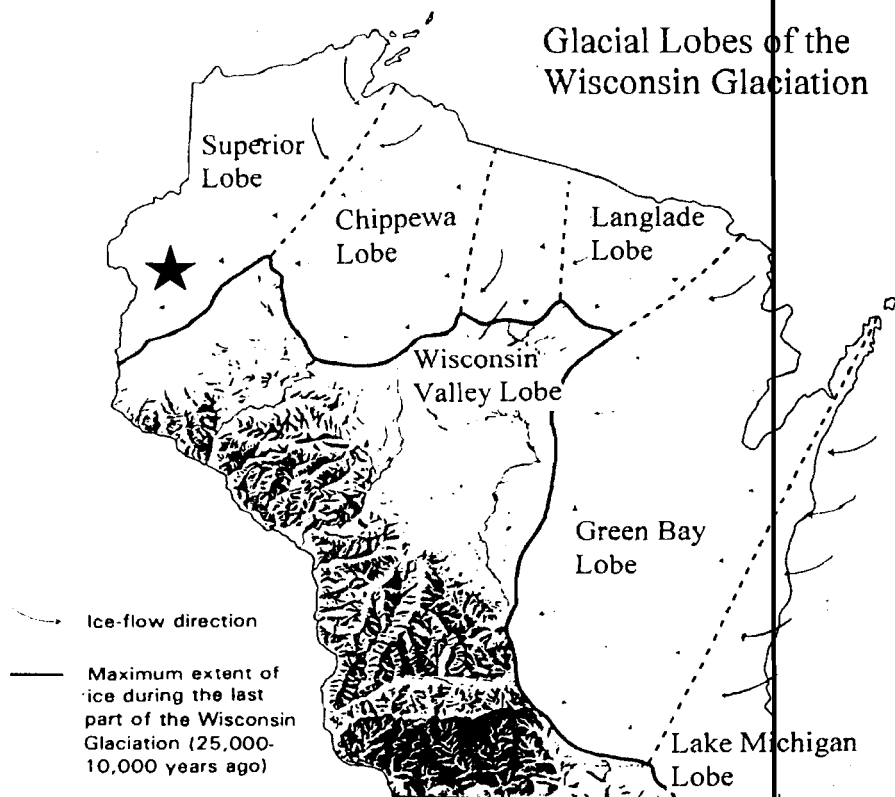 Glacial Lobes of the
Wisconsin Glaciation
Superior
Lobe
Chippewa
Lobe
Langlade
Lobe
Wisconsin
Valley Lobe
Green Bay
Lobe
Ice-flow direction
Maximum extent of
ice during the last
part of the Wisconsin
Glaciation (25,000-
10,000 years ago)
Lake Michigan
Lobe